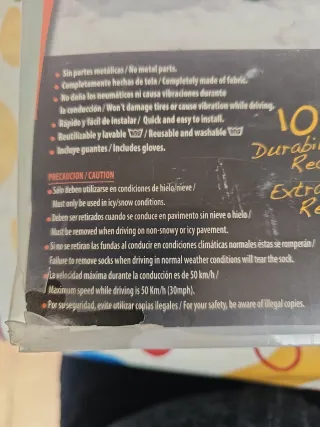 Sin partes metálicas / No metal parts.
Completamente hechas de tela / Completely made of fabric.
No daña los neumáticos ni causa vibraciones durante
la conducción / Won't damage tires or cause vibration while driving.
Rápido y fácil de instalar / Quick and easy to install.
Reutilizable y lavable / Reusable and washable
Incluye guantes / Includes gloves.
PRECAUCION / CAUTION
Sólo deben utilizarse en condiciones de hielo/nieve /
Must only be used in icy/snow conditions.
Deben ser retirados cuando se conduce en pavimento sin nieve o hielo /
Must be removed when driving on non-snowy or icy pavement.
Si no se retiran las fundas al conducir en condiciones climáticas normales éstas se romperán /
Failure to remove socks when driving in normal weather conditions will tear the sock.
La velocidad máxima durante la conducción es de 50 km/h /
Maximum speed while driving is 50 Km/h (30mph).
Por su seguridad, evite utilizar copias ilegales / For your safety, be aware of illegal copies.
10
Durabil
Re
Extra
Re